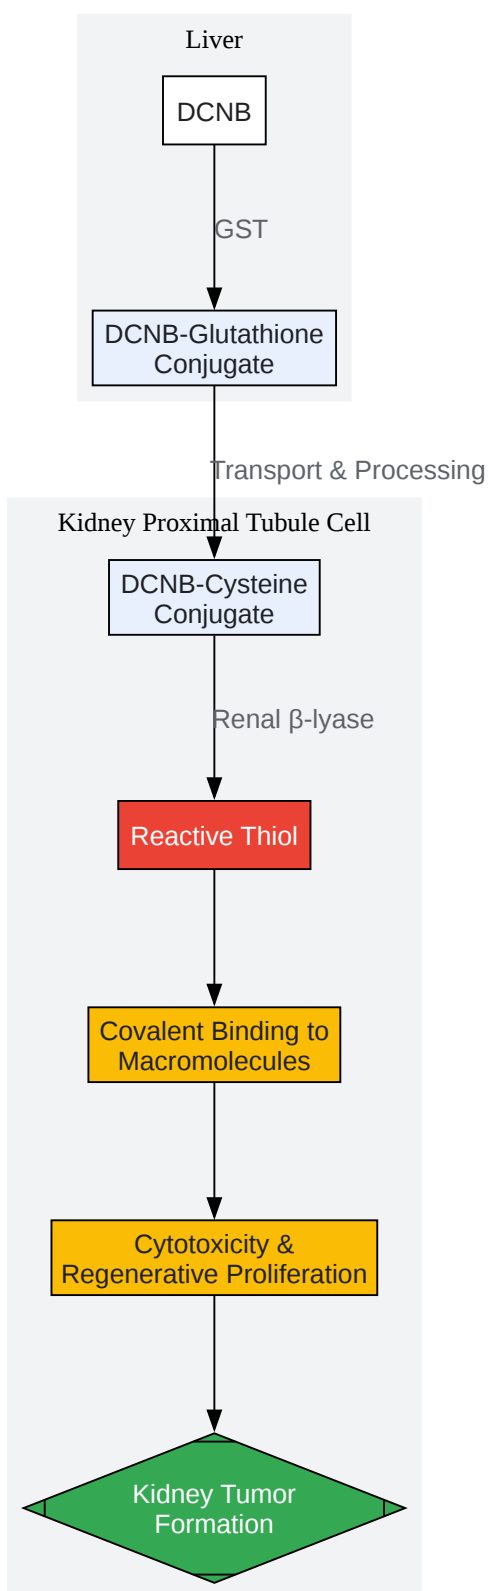 Liver
DCNB
GST
DCNB-Glutathione
Conjugate
Transport & Processing
Kidney Proximal Tubule Cell
DCNB-Cysteine
Conjugate
Renal β-lyase
Reactive Thiol
Covalent Binding to
Macromolecules
Cytotoxicity &
Regenerative Proliferation
Kidney Tumor
Formation